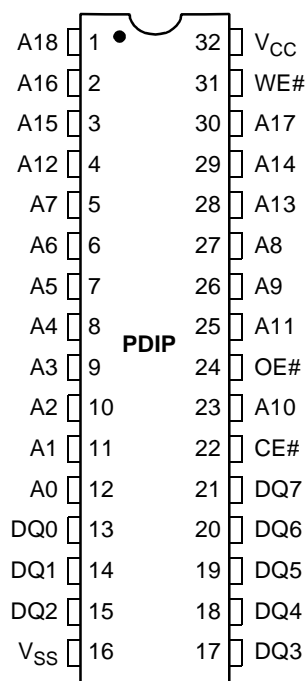 A18 1 32 VCC
A16 2 31 WE#
A15 3 30 A17
A12 4 29 A14
A7 5 28 A13
A6 6 27 A8
A5 7 26 A9
A4 8 25 A11
PDIP
A3 9 24 OE#
A2 10 23 A10
A1 11 22 CE#
A0 12 21 DQ7
DQ0 13 20 DQ6
DQ1 14 19 DQ5
DQ2 15 18 DQ4
VSS 16 17 DQ3